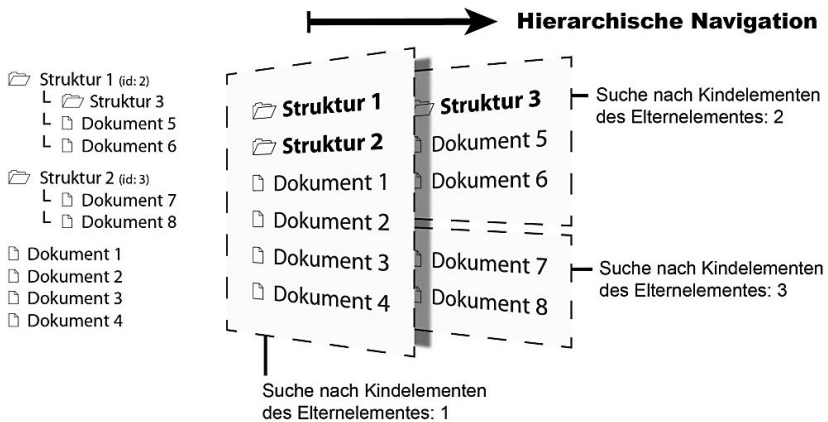 Hierarchische Navigation
Struktur 1 (id: 2)
Struktur 3
Dokument 5
Dokument 6
Struktur 2 (id: 3)
Dokument 7
Dokument 8
Dokument 1
Dokument 2
Dokument 3
Dokument 4
Struktur 1
Struktur 2
Dokument 1
Dokument 2
Dokument 3
Dokument 4
Struktur 3
Dokument 5
Dokument 6
Dokument 7
Dokument 8
Suche nach Kindelementen
des Elternelementes: 2
Suche nach Kindelementen
des Elternelementes: 3
Suche nach Kindelementen
des Elternelementes: 1